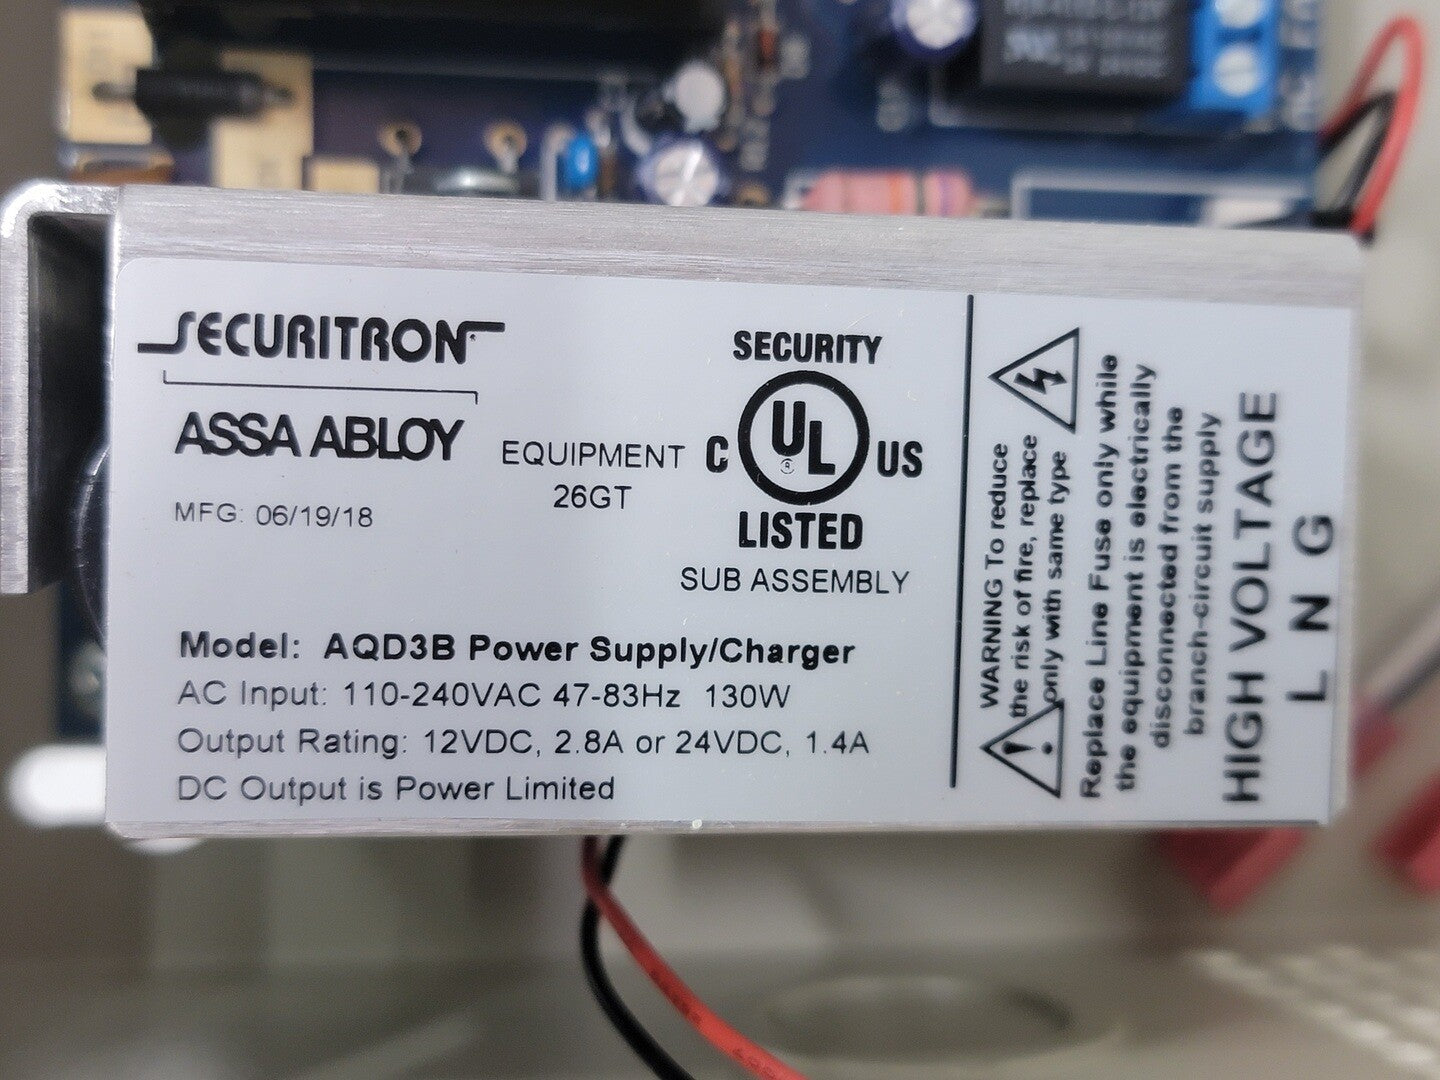 SECURITRON
ASSA ABLOY
MFG: 06/19/18
EQUIPMENT
26GT
SECURITY
C UL US
®
LISTED
SUB ASSEMBLY
Model: AQD3B Power Supply/Charger
AC Input: 110-240VAC 47-83Hz 130W
Output Rating: 12VDC, 2.8A or 24VDC, 1.4A
DC Output is Power Limited
WARNING To reduce
the risk of fire, replace
only with same type
Replace Line Fuse only while
the equipment is electrically
disconnected from the
branch-circuit supply
HIGH VOLTAGE
L N G